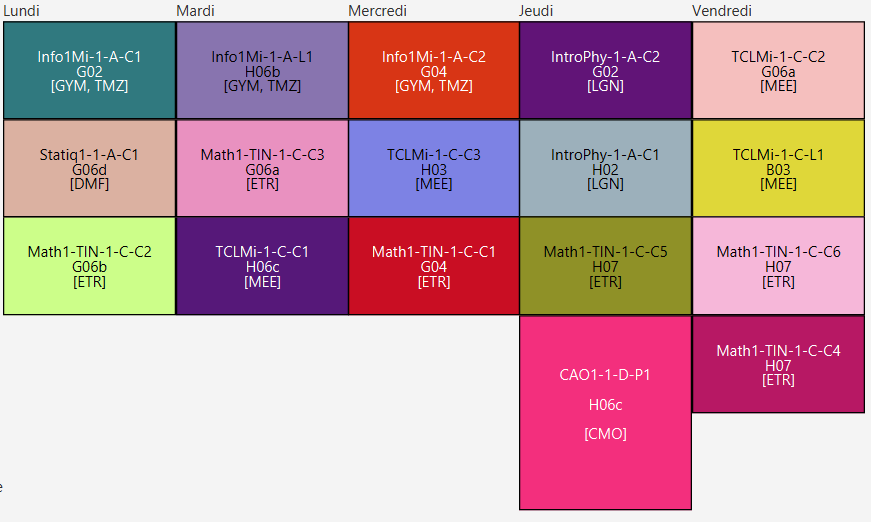 Lundi
Mardi
Mercredi
Jeudi
Vendredi
Info1Mi-1-A-C1
G02
[GYM, TMZ]
Info1Mi-1-A-L1
H06b
[GYM, TMZ]
Info1Mi-1-A-C2
G04
[GYM, TMZ]
IntroPhy-1-A-C2
G02
[LGN]
TCLMi-1-C-C2
G06a
[MEE]
Statiq1-1-A-C1
G06d
[DMF]
Math1-TIN-1-C-C3
G06a
[ETR]
TCLMi-1-C-C3
H03
[MEE]
IntroPhy-1-A-C1
H02
[LGN]
TCLMi-1-C-L1
B03
[MEE]
Math1-TIN-1-C-C2
G06b
[ETR]
TCLMi-1-C-C1
H06c
[MEE]
Math1-TIN-1-C-C1
G04
[ETR]
Math1-TIN-1-C-C5
H07
[ETR]
Math1-TIN-1-C-C6
H07
[ETR]
CAO1-1-D-P1
H06c
[CMO]
Math1-TIN-1-C-C4
H07
[ETR]